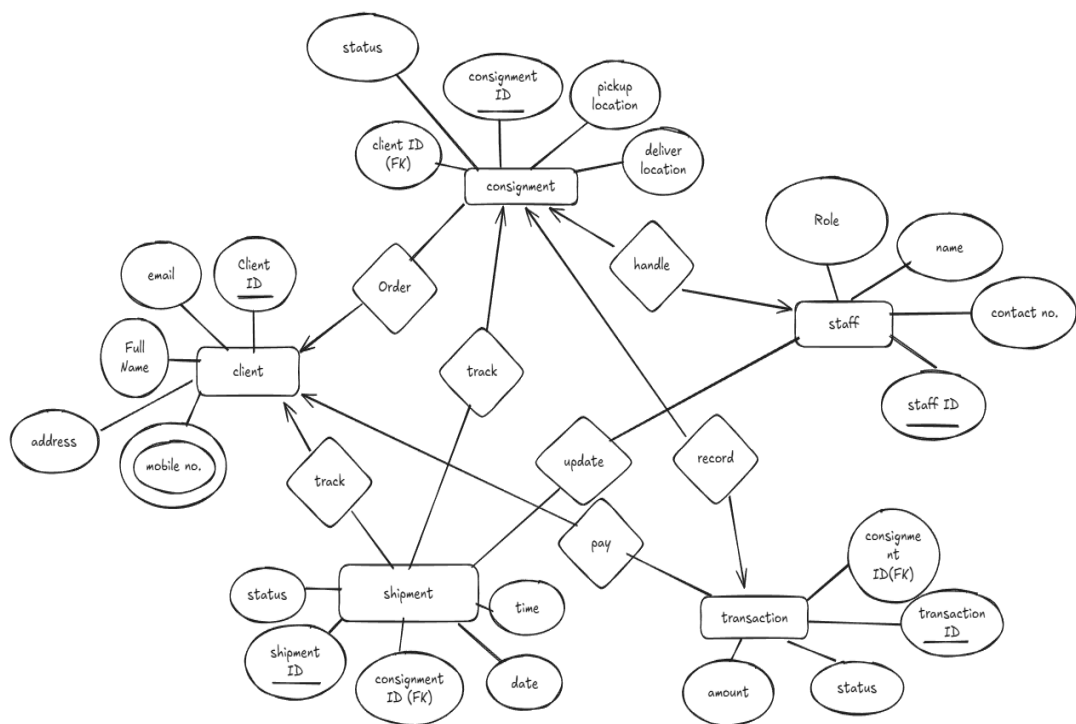 status
consignment
ID
pickup
location
client ID
(FK)
deliver
location
consignment
Role
name
contact no.
staff
staff ID
handle
email
Client
ID
Order
Full
Name
client
address
mobile no.
track
track
update
record
pay
consignme
nt
ID(FK)
transaction
transaction
ID
amount
status
status
shipment
time
shipment
ID
consignment
ID (FK)
date